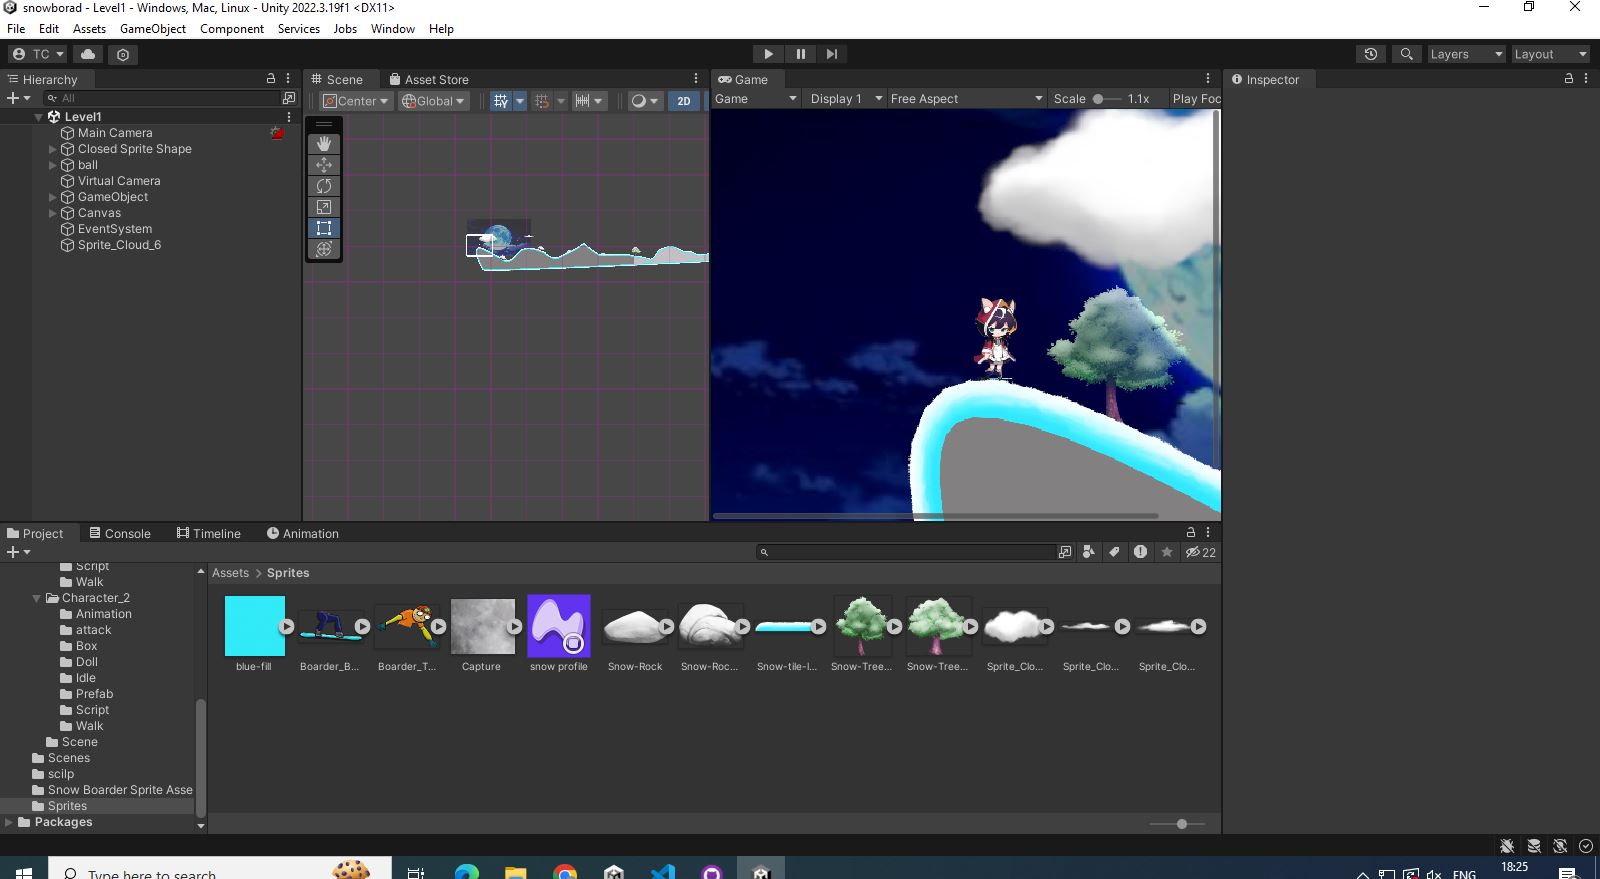 snowborad - Level1 - Windows, Mac, Linux - Unity 2022.3.19f1 <DX11>
File Edit Assets GameObject Component Services Jobs Window Help
TC Layers Layout
Hierarchy Scene Asset Store Game Inspector
All Center Global 2D Game Display 1 Free Aspect Scale 1.1x Play Foc
Level1
Main Camera
Closed Sprite Shape
ball
Virtual Camera
GameObject
Canvas
EventSystem
Sprite_Cloud_6
Project Console Timeline Animation
22
Assets > Sprites
Script
Walk
Character_2
Animation
attack
Box
Doll
Idle
Prefab
Script
Walk
Scene
Scenes
scilp
Snow Boarder Sprite Asse
Sprites
Packages
blue-fill Boarder_B... Boarder_T... Capture snow profile Snow-Rock Snow-Roc... Snow-tile-l... Snow-Tree... Snow-Tree... Sprite_Clo... Sprite_Clo... Sprite_Clo...
Type here to search ENG 18:25